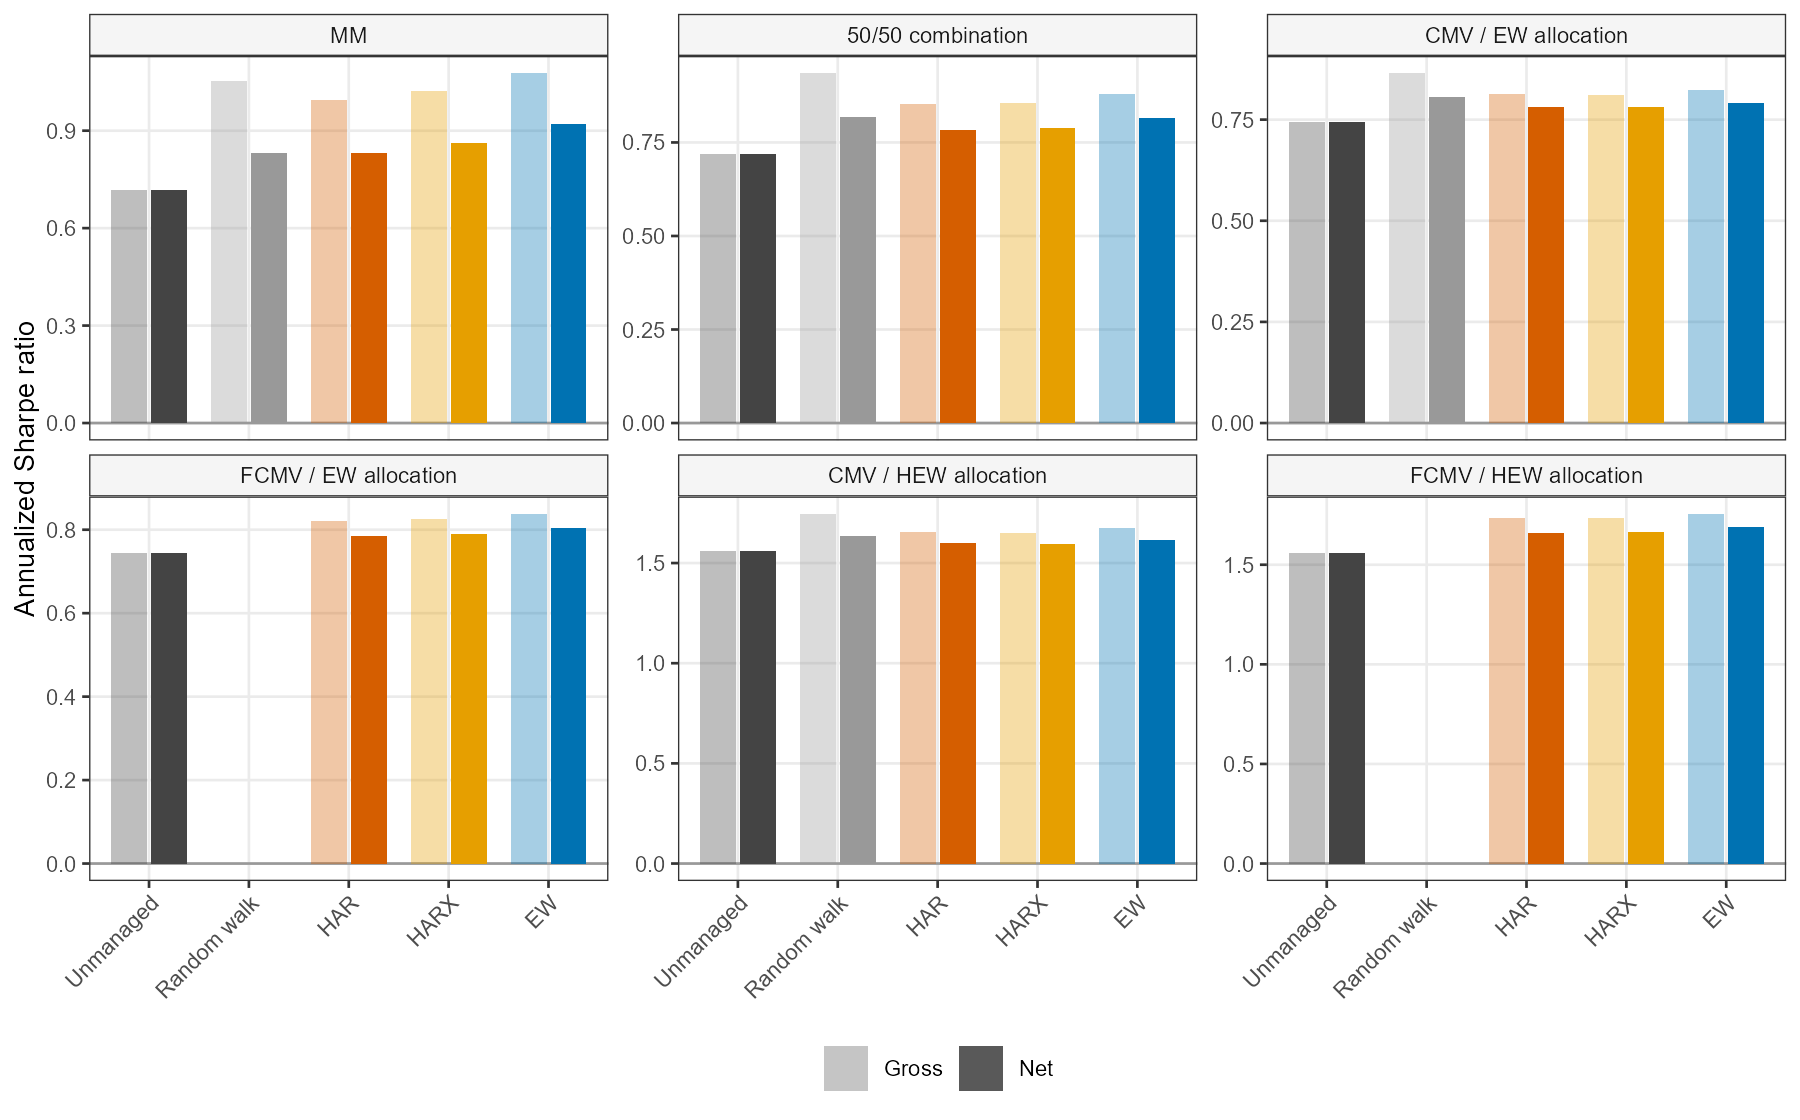 MM
50/50 combination
CMV / EW allocation
0.9
0.6
0.3
0.0
0.75
0.50
0.25
0.00
0.75
0.50
0.25
0.00
Annualized Sharpe ratio
FCMV / EW allocation
CMV / HEW allocation
FCMV / HEW allocation
0.8
0.6
0.4
0.2
0.0
1.5
1.0
0.5
0.0
1.5
1.0
0.5
0.0
Unmanaged
Random walk
HAR
HARX
EW
Unmanaged
Random walk
HAR
HARX
EW
Unmanaged
Random walk
HAR
HARX
EW
Gross
Net